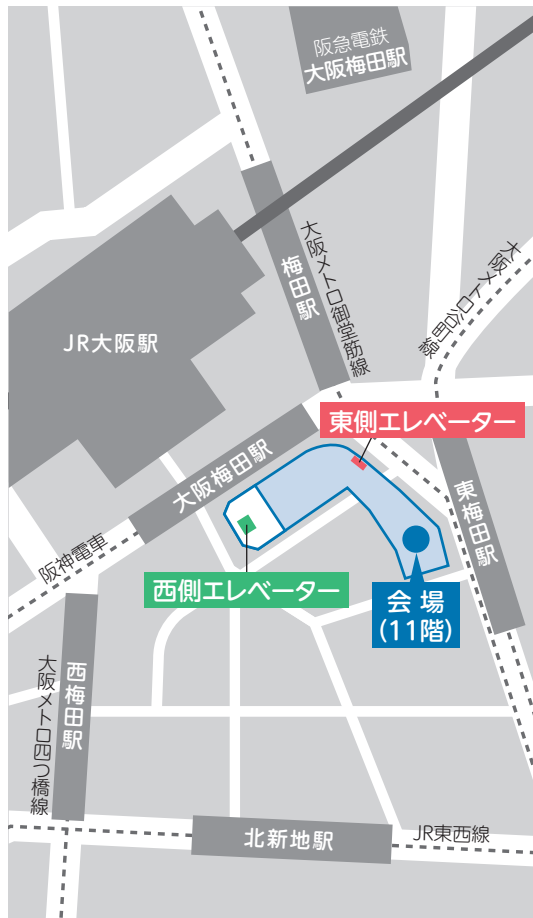 阪急電鉄
大阪梅田駅
大阪メトロ御堂筋線
梅田駅
大阪メトロ谷町線
JR大阪駅
東側エレベーター
大阪梅田駅
東梅田駅
阪神電車
西側エレベーター
会場
(11階)
西梅田駅
大阪メトロ四つ橋線
北新地駅
JR東西線